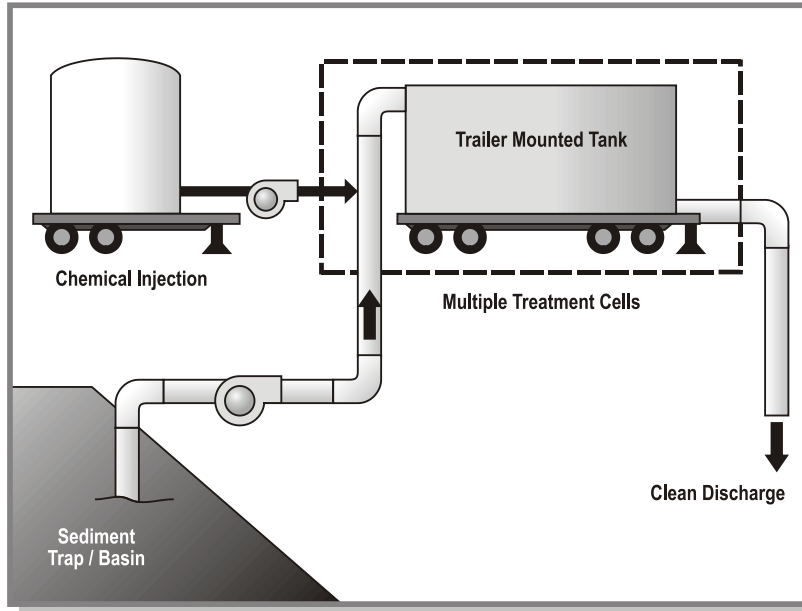 Trailer Mounted Tank
Chemical Injection
Multiple Treatment Cells
Clean Discharge
Sediment
Trap / Basin